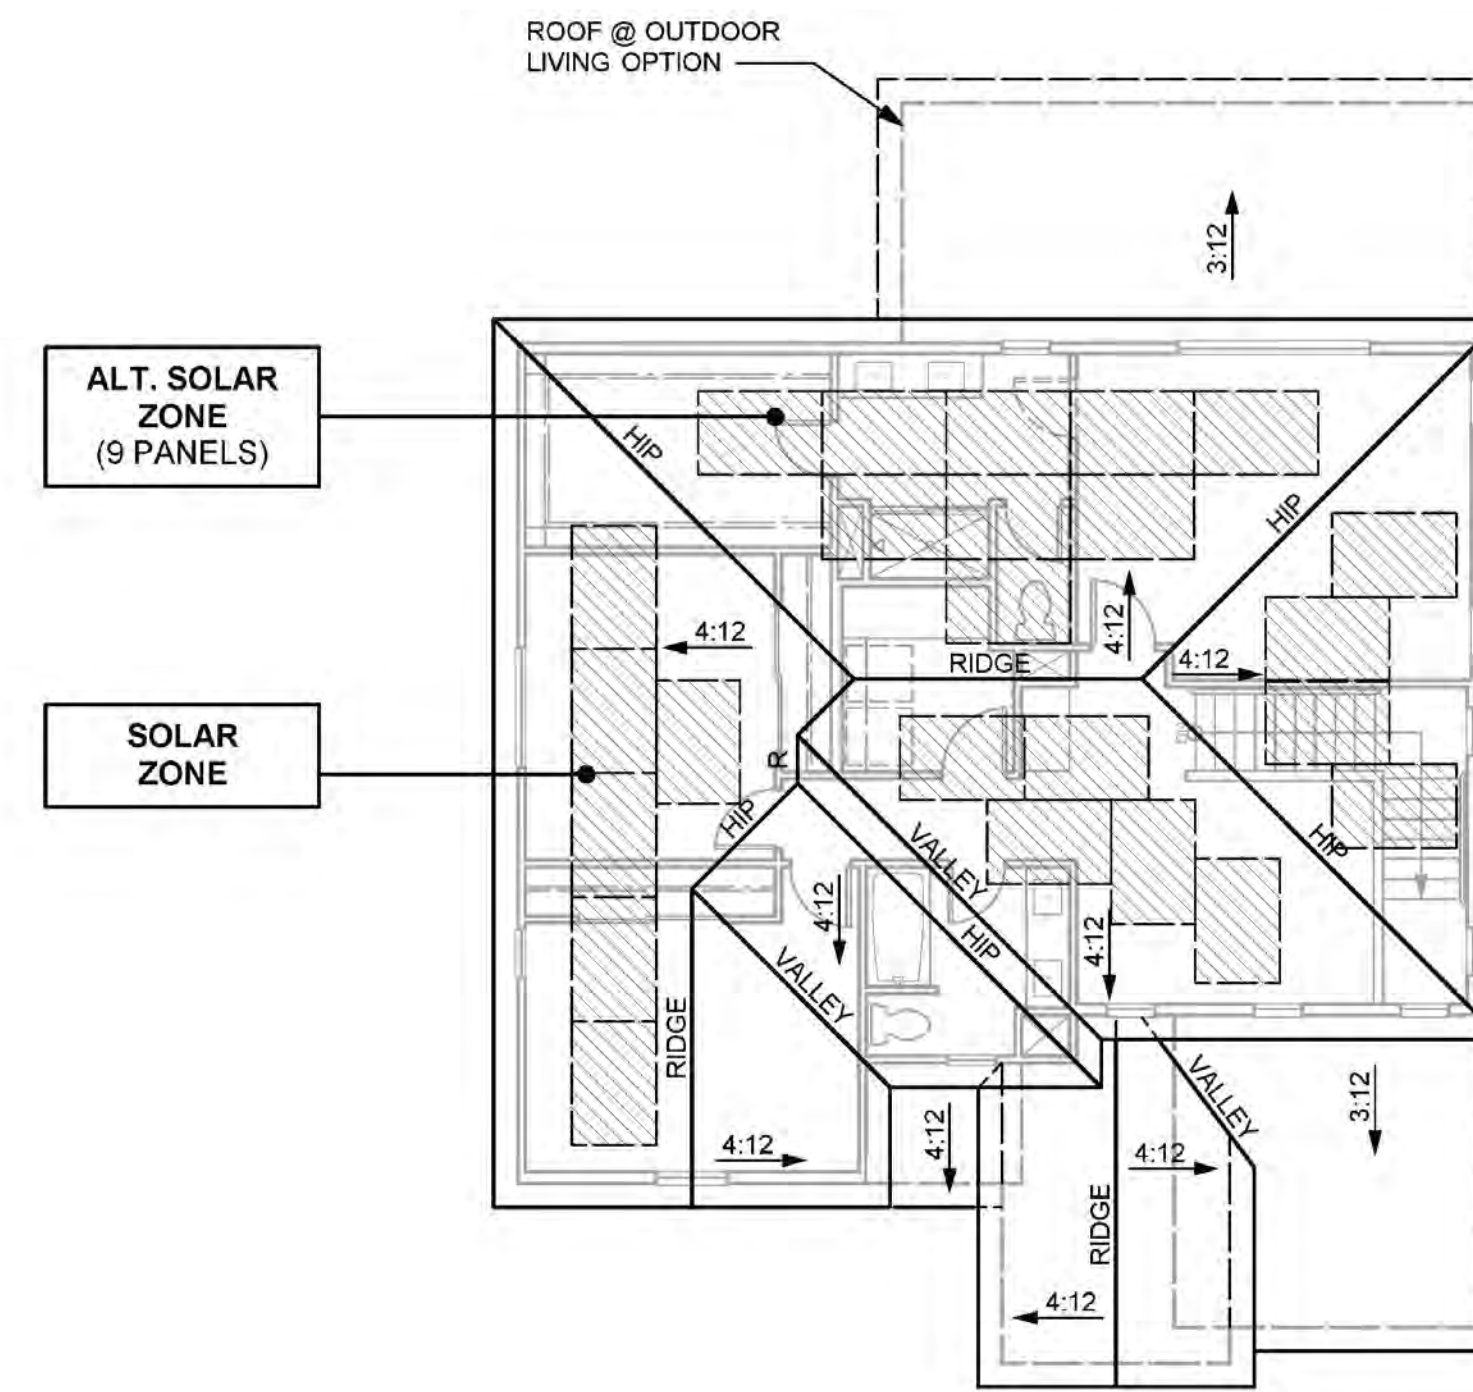 ROOF @ OUTDOOR
LIVING OPTION
3:12
ALT. SOLAR
ZONE
(9 PANELS)
HIP
HIP
4:12
4:12
RIDGE
4:12
SOLAR
ZONE
R
HIP
VALLEY
HIP
4:12
HIP
4:12
VALLEY
RIDGE
VALLEY
3:12
4:12
4:12
4:12
RIDGE
4:12